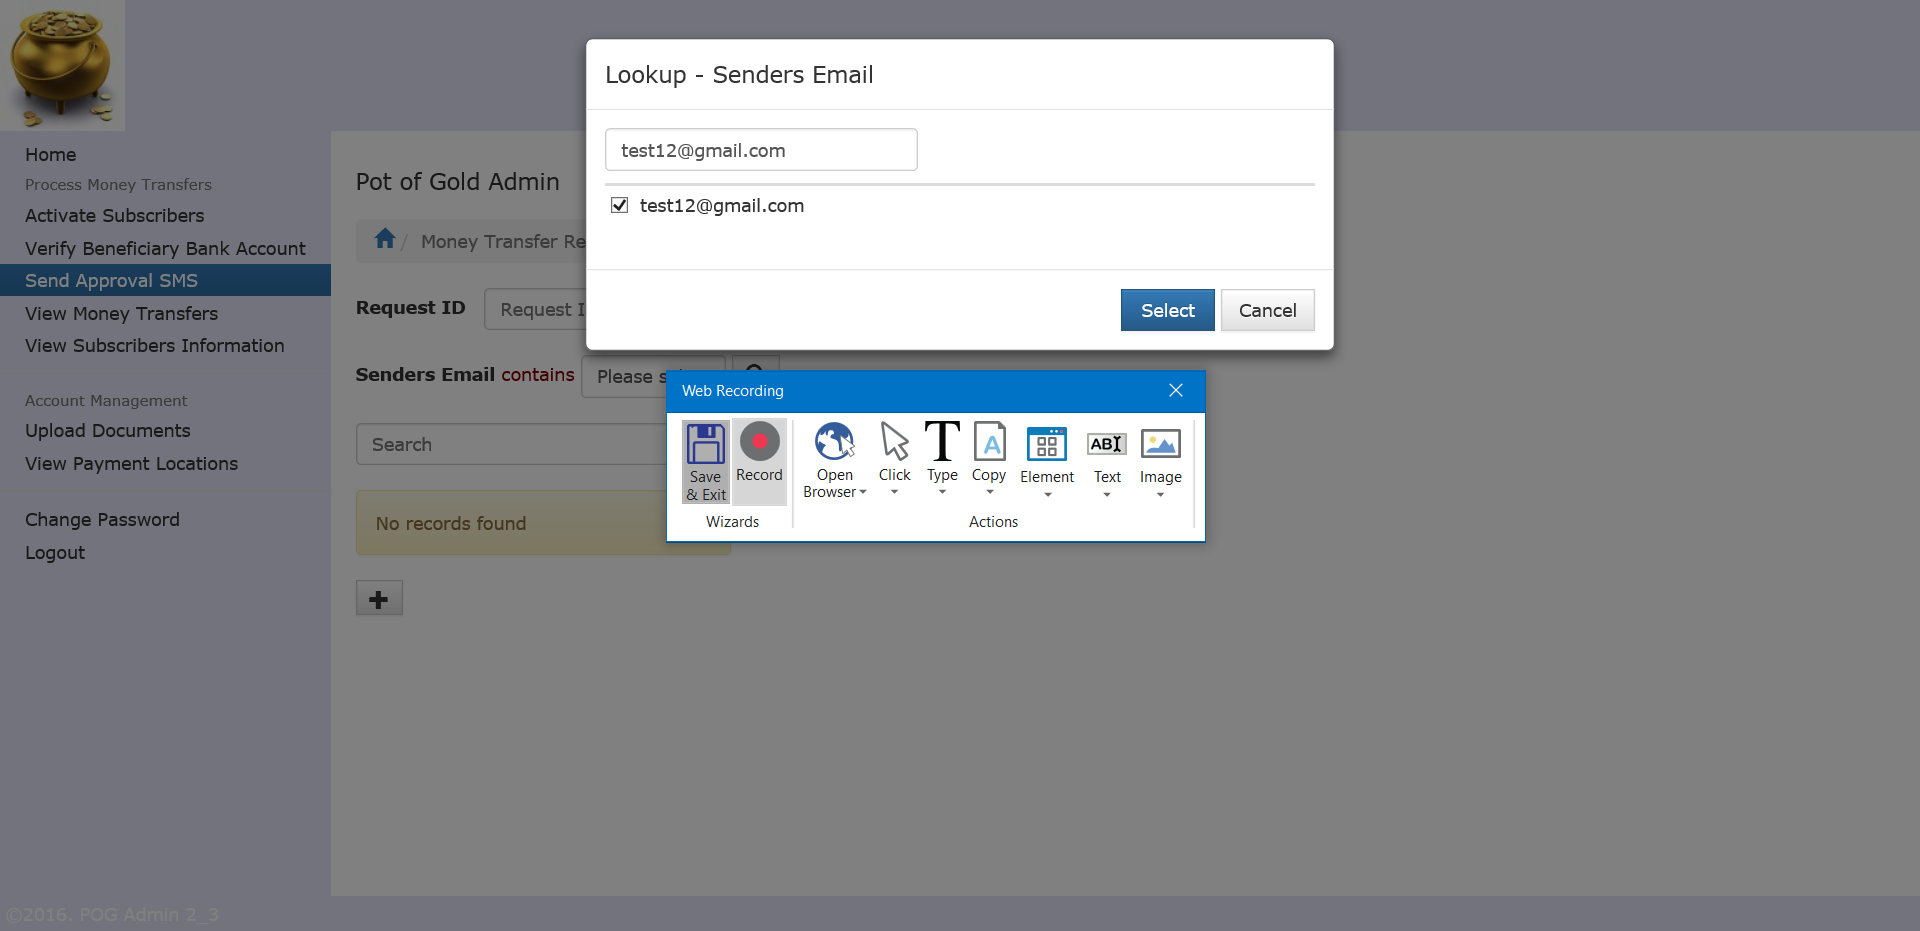 Lookup - Senders Email
test12@gmail.com
test12@gmail.com
Select Cancel
Home
Process Money Transfers
Activate Subscribers
Verify Beneficiary Bank Account
Send Approval SMS
View Money Transfers
View Subscribers Information
Account Management
Upload Documents
View Payment Locations
Change Password
Logout
Pot of Gold Admin
/ Money Transfer Re
Request ID Request I
Senders Email contains Please s
Search
No records found
Web Recording
Save & Exit
Record
Wizards
Open Browser
Click
Type
Copy
Element
Text
Image
Actions
©2016. POG Admin 2_3